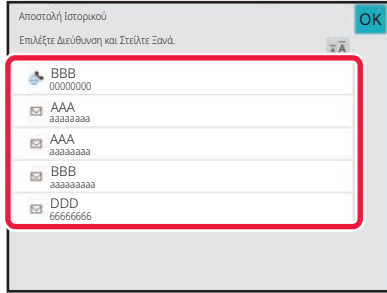 Αποστολή Ιστορικού
OK
Επιλέξτε Διεύθυνση και Στείλτε Ξανά.
A A
BBB
00000000
AAA
aaaaaaaa
AAA
aaaaaaaa
BBB
aaaaaaaaa
DDD
66666666